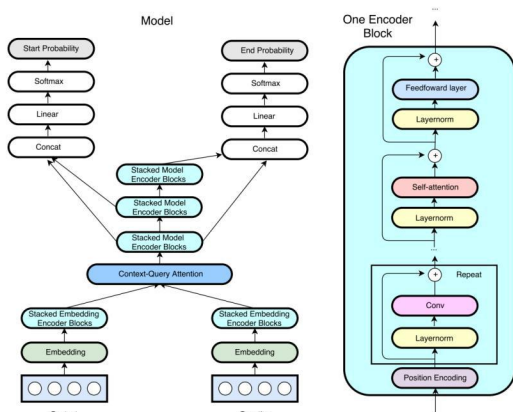 Model
Start Probability
End Probability
Softmax
Softmax
Linear
Linear
Concat
Concat
Stacked Model
Encoder Blocks
Stacked Model
Encoder Blocks
Stacked Model
Encoder Blocks
Context-Query Attention
Stacked Embedding
Encoder Blocks
Stacked Embedding
Encoder Blocks
Embedding
Embedding
One Encoder
Block
...
+
Feedfoward layer
Layernorm
+
Self-attention
Layernorm
...
+
Repeat
Conv
Layernorm
Position Encoding